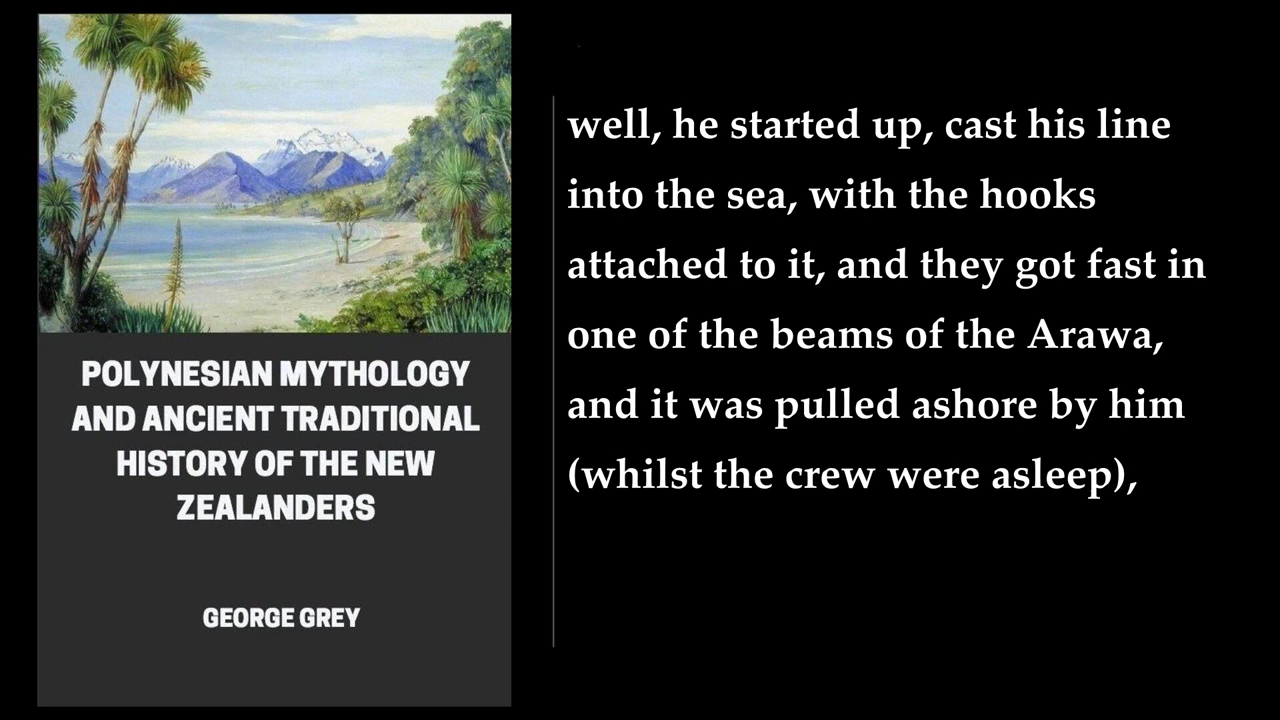 POLYNESIAN MYTHOLOGY
AND ANCIENT TRADITIONAL
HISTORY OF THE NEW
ZEALANDERS
GEORGE GREY
well, he started up, cast his line
into the sea, with the hooks
attached to it, and they got fast in
one of the beams of the Arawa,
and it was pulled ashore by him
(whilst the crew were asleep),